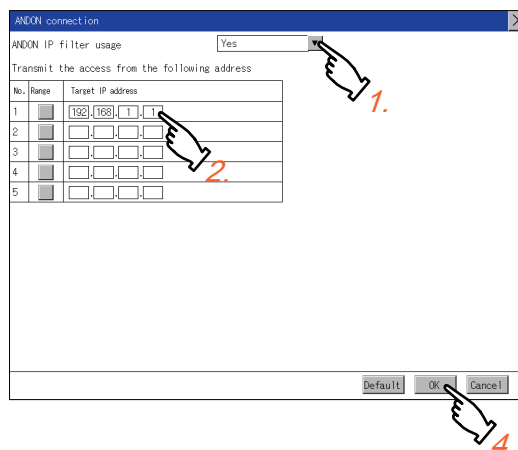 ANDON connection
ANDON IP filter usage Yes
1.
Transmit the access from the following address
No. Range Target IP address
1 192.168.1.1
2 . . .
2.
3 . . .
4 . . .
5 . . .
Default OK Cancel
4